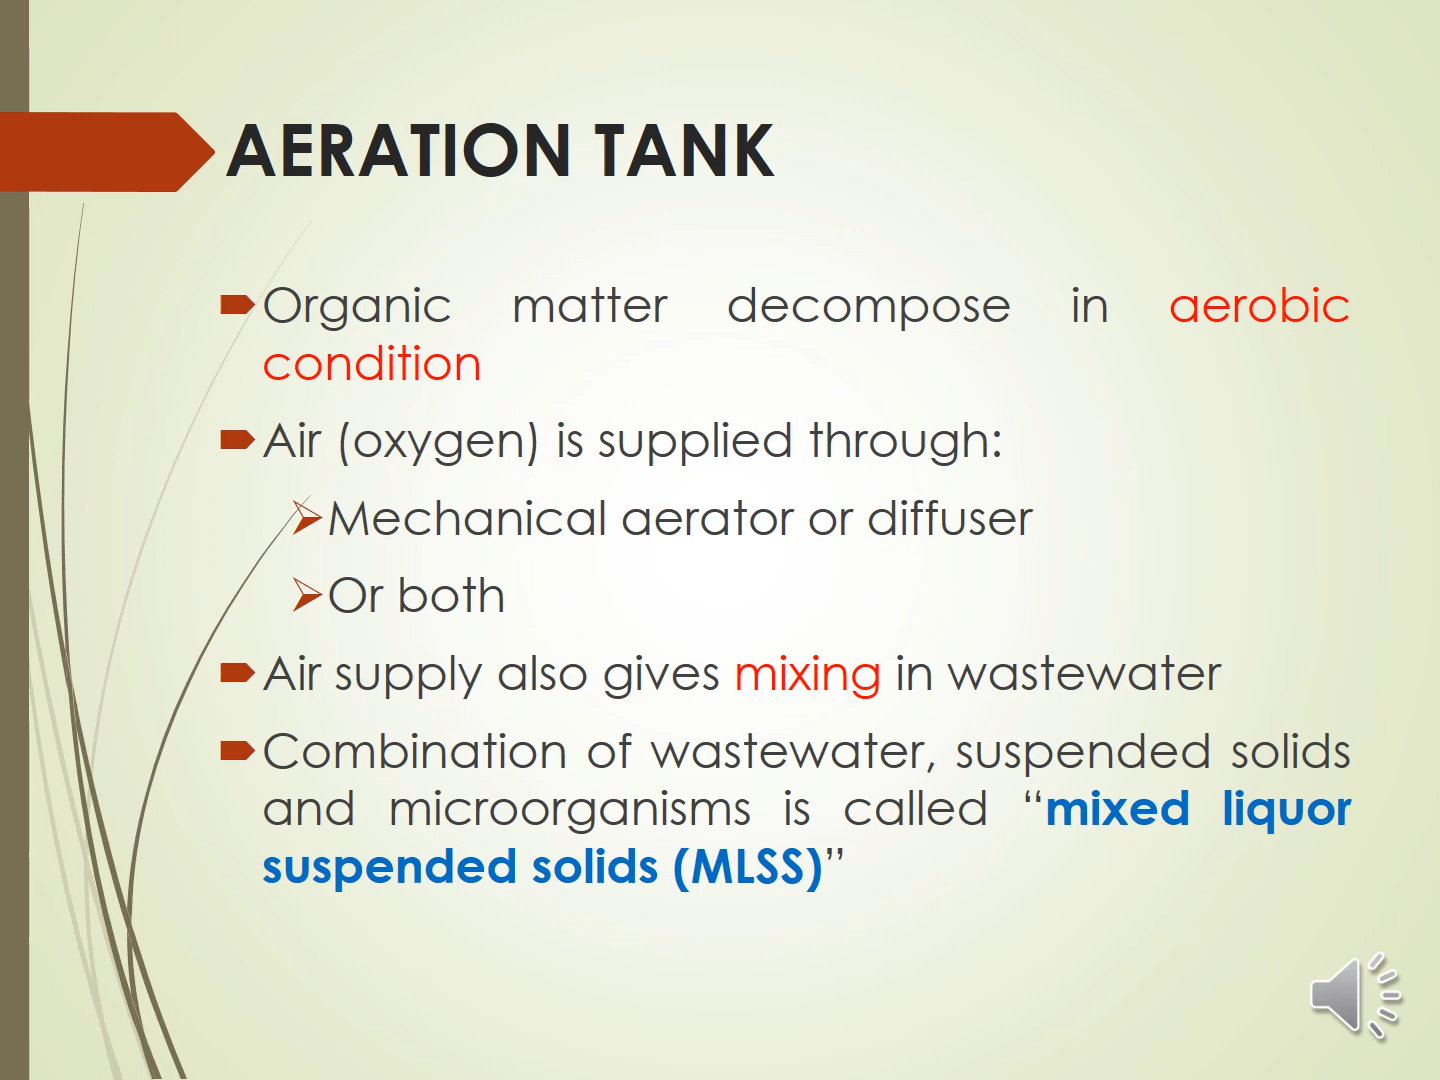 AERATION TANK
Organic matter decompose in aerobic
condition
Air (oxygen) is supplied through:
Mechanical aerator or diffuser
Or both
Air supply also gives mixing in wastewater
Combination of wastewater, suspended solids
and microorganisms is called “mixed liquor
suspended solids (MLSS)”